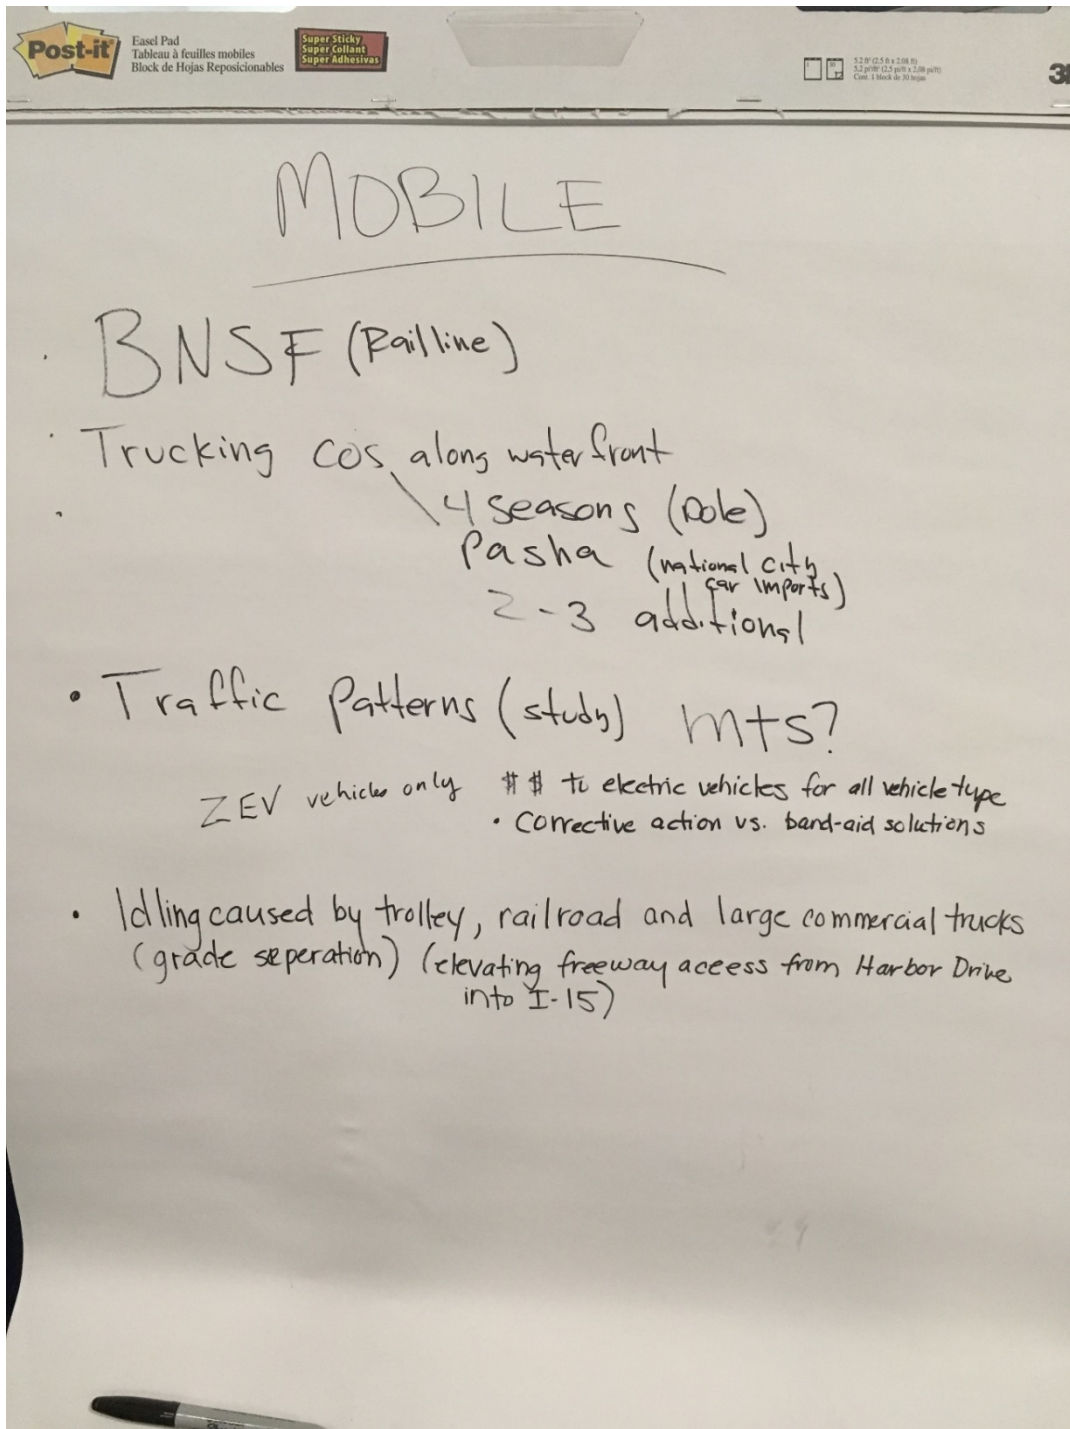 Post-it
Easel Pad
Tableau à feuilles mobiles
Block de Hojas Reposicionables
Super Sticky
Super Collant
Super Adhesivas
MOBILE
BNSF (Railline)
Trucking cos along waterfront
4 Seasons (Dole)
Pasha (national city
car imports)
2-3 additional
• Traffic Patterns (study) mts?
ZEV vehicles only $$ to electric vehicles for all vehicle type
• Corrective action vs. band-aid solutions
• Idling caused by trolley, railroad and large commercial trucks
(grade seperation) (elevating freeway access from Harbor Drive
into I-15)